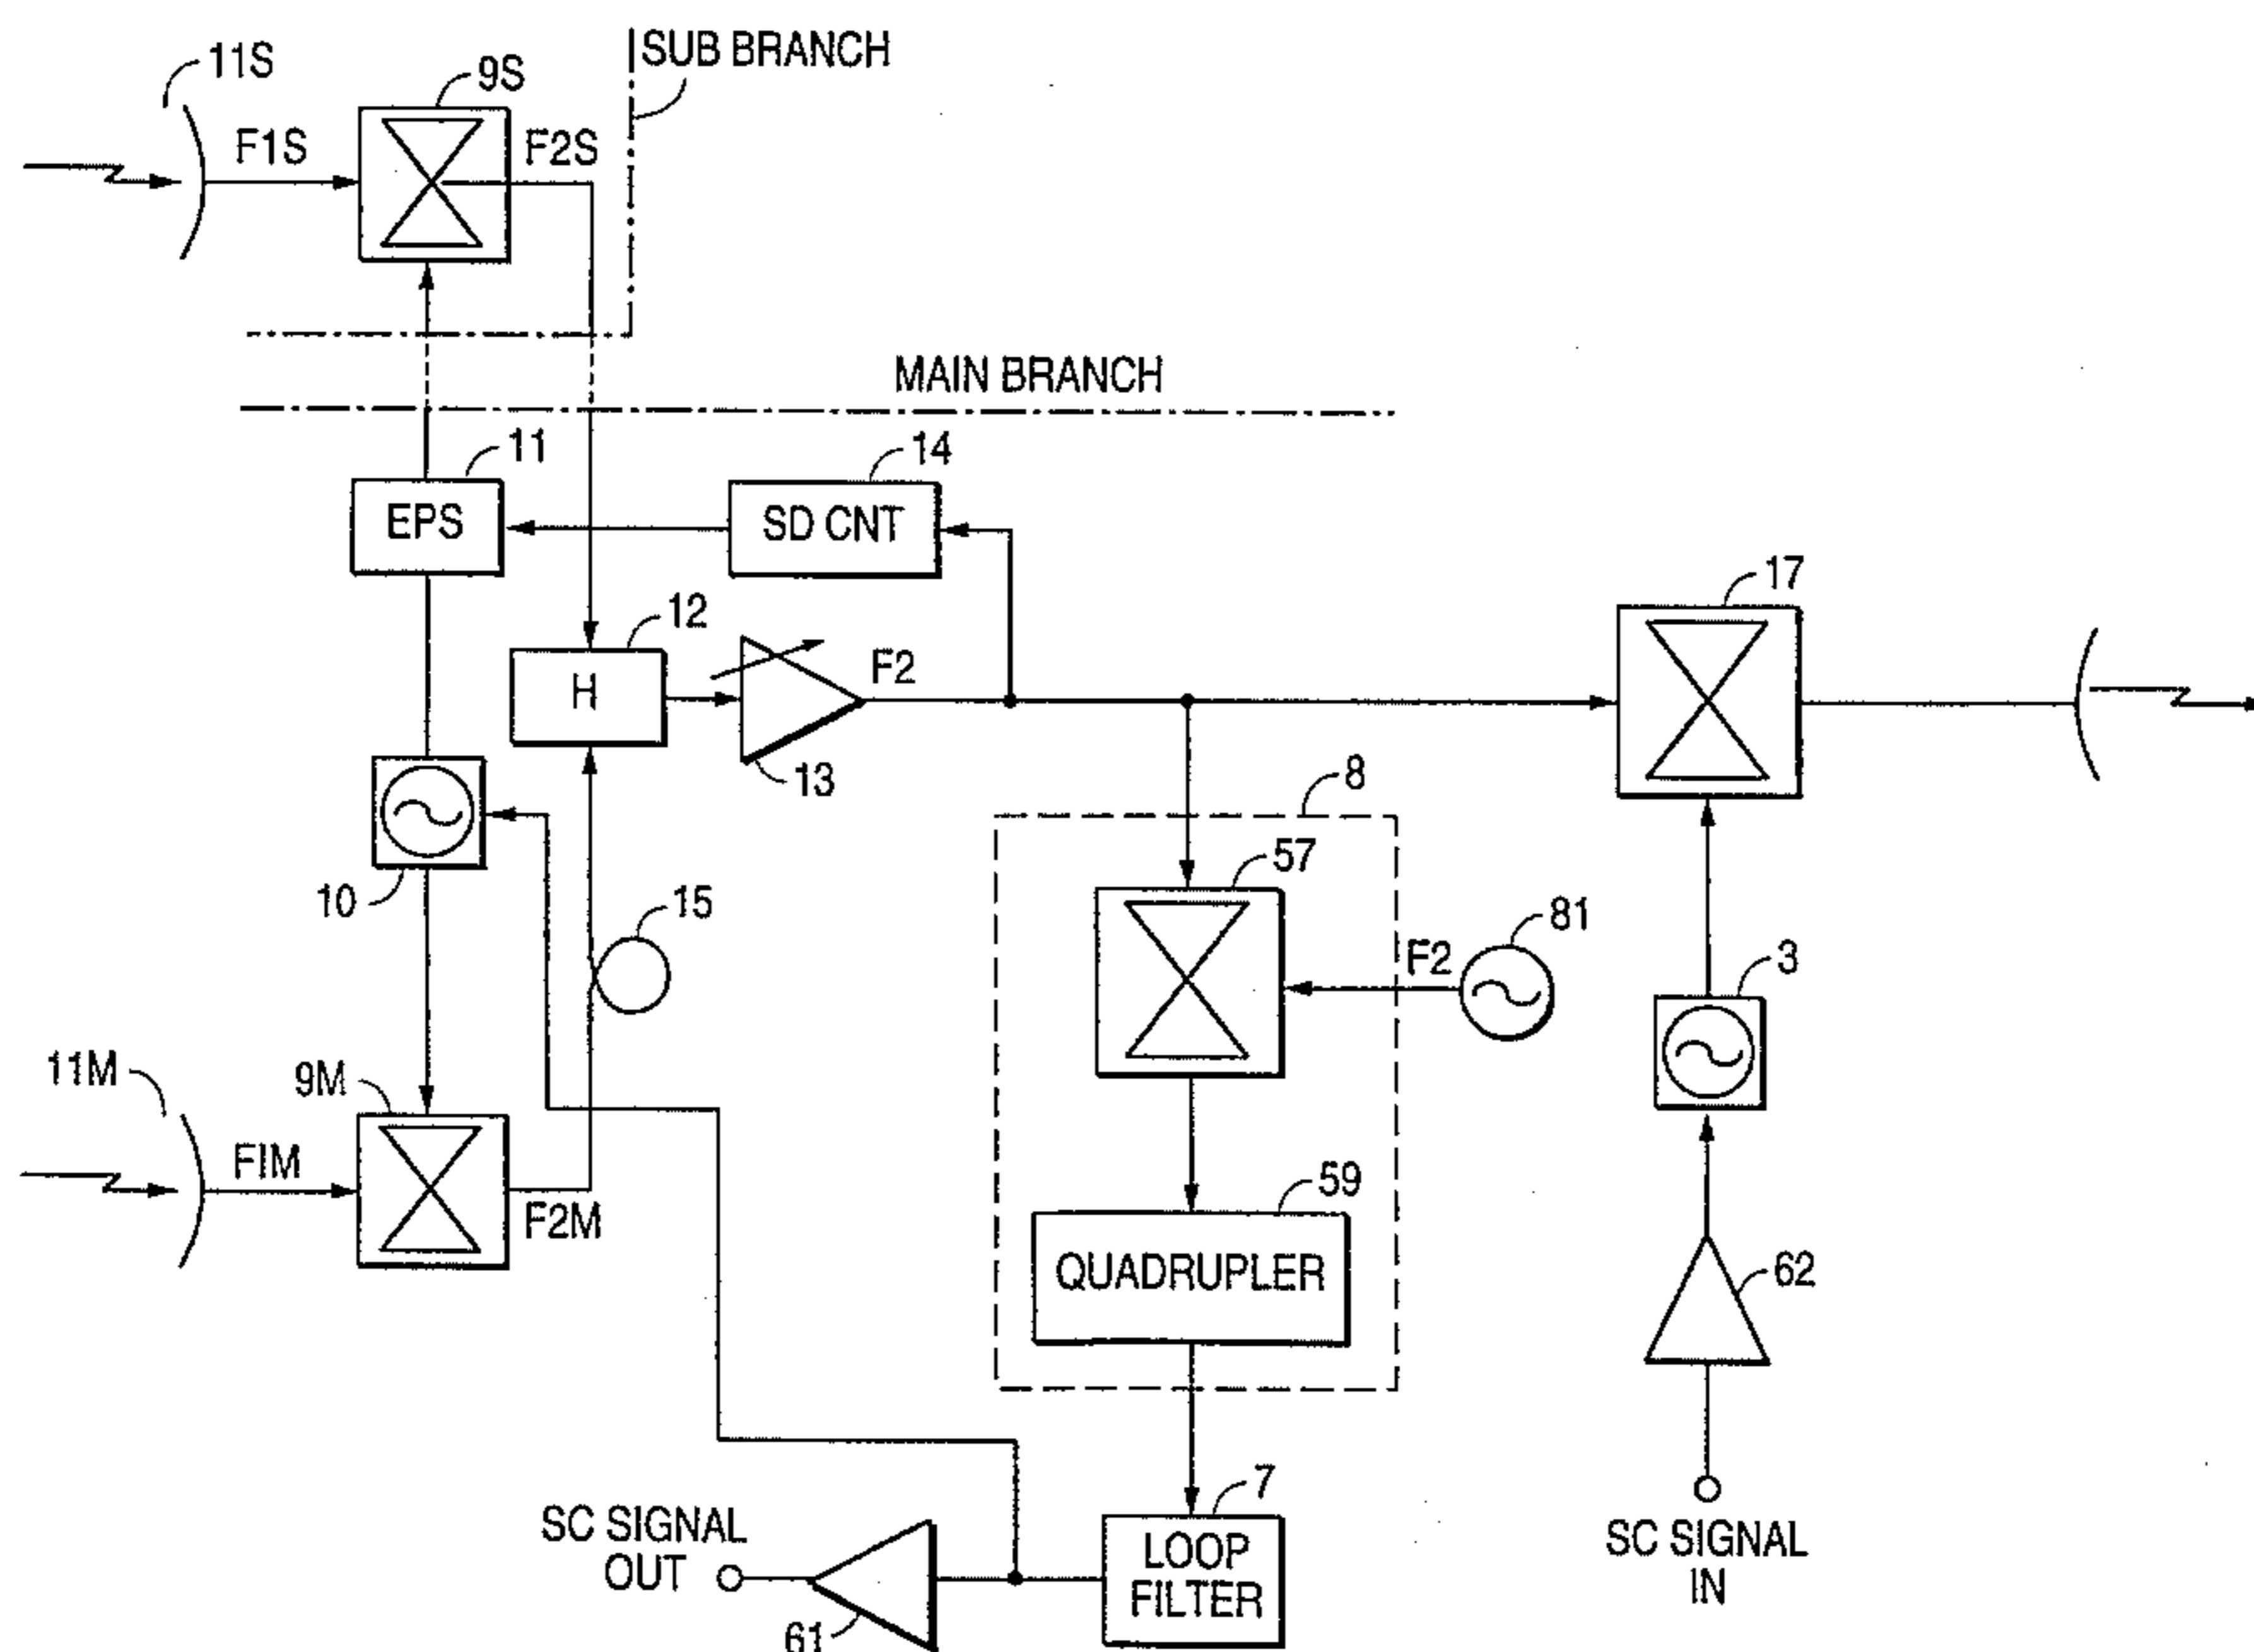 11S
9S
SUB BRANCH
F1S
F2S
MAIN BRANCH
11
14
EPS
SD CNT
17
12
H
F2
13
8
10
57
15
81
F2
3
11M
9M
FIM
F2M
59
QUADRUPLER
62
7
SC SIGNAL
OUT
LOOP
FILTER
61
SC SIGNAL
IN